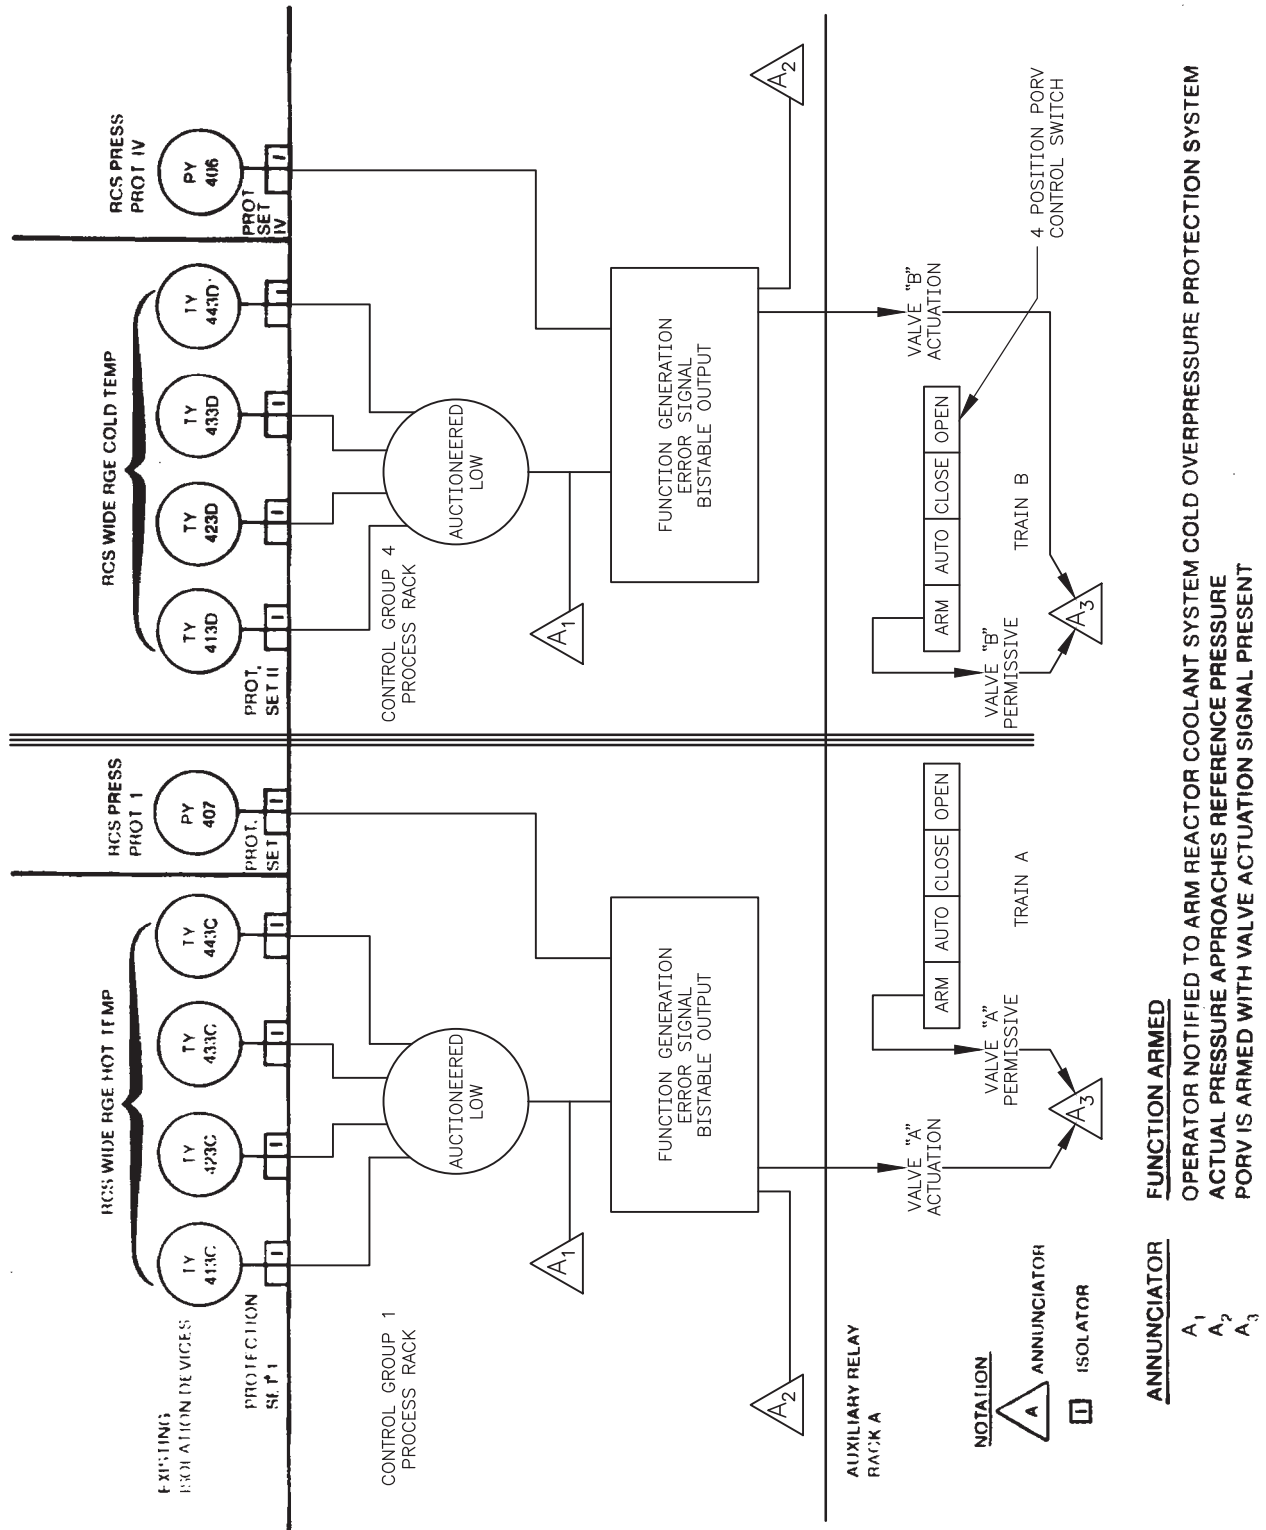 EXISTING
ISOLATION DEVICES
RCS WIDE RGE HOT TEMP
TY
413C
TY
423C
TY
433C
TY
443C
RCS PRESS
PROT 1
PY
407
RCS WIDE RGE COLD TEMP
TY
413D
TY
423D
TY
433D
TY
443D
RCS PRESS
PROT IV
PY
406
PROTECTION
SET I
I
I
I
I
PROT.
SET I
I
PROT.
SET II
I
I
I
I
PROT
SET
IV
I
CONTROL GROUP 1
PROCESS RACK
AUCTIONEERED
LOW
A1
CONTROL GROUP 4
PROCESS RACK
AUCTIONEERED
LOW
A1
FUNCTION GENERATION
ERROR SIGNAL
BISTABLE OUTPUT
A2
FUNCTION GENERATION
ERROR SIGNAL
BISTABLE OUTPUT
A2
AUXILIARY RELAY
RACK A
VALVE "A"
ACTUATION
ARM AUTO CLOSE OPEN
VALVE "A"
PERMISSIVE
TRAIN A
A3
VALVE "B"
ACTUATION
ARM AUTO CLOSE OPEN
VALVE "B"
PERMISSIVE
TRAIN B
A3
4 POSITION PORV
CONTROL SWITCH
NOTATION
A ANNUNCIATOR
I ISOLATOR
ANNUNCIATOR FUNCTION ARMED
A1 OPERATOR NOTIFIED TO ARM REACTOR COOLANT SYSTEM COLD OVERPRESSURE PROTECTION SYSTEM
A2 ACTUAL PRESSURE APPROACHES REFERENCE PRESSURE
A3 PORV IS ARMED WITH VALVE ACTUATION SIGNAL PRESENT